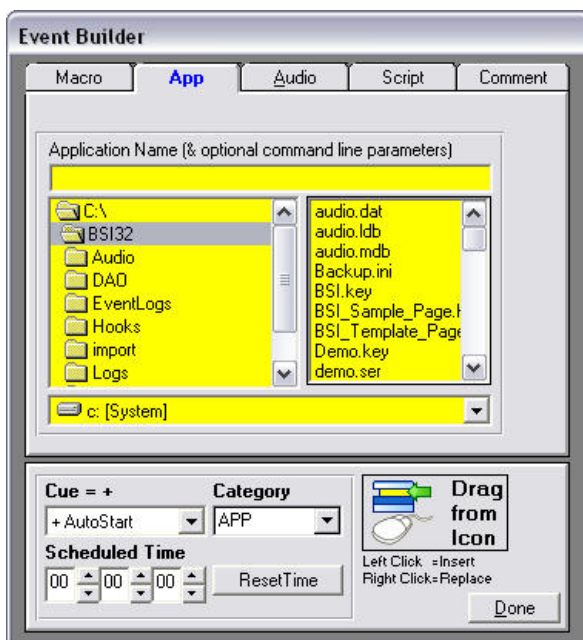 Event Builder
Macro App Audio Script Comment
Application Name (& optional command line parameters)
C:\
BSI32
Audio
DAO
EventLogs
Hooks
import
Logs
audio.dat
audio.ldb
audio.mdb
Backup.ini
BSI.key
BSI_Sample_Page.
BSI_Template_Page
Demo.key
demo.ser
c: [System]
Cue = + Category
+ AutoStart APP
Scheduled Time
00 00 00 ResetTime
Drag
from
Icon
Left Click =Insert
Right Click=Replace
Done